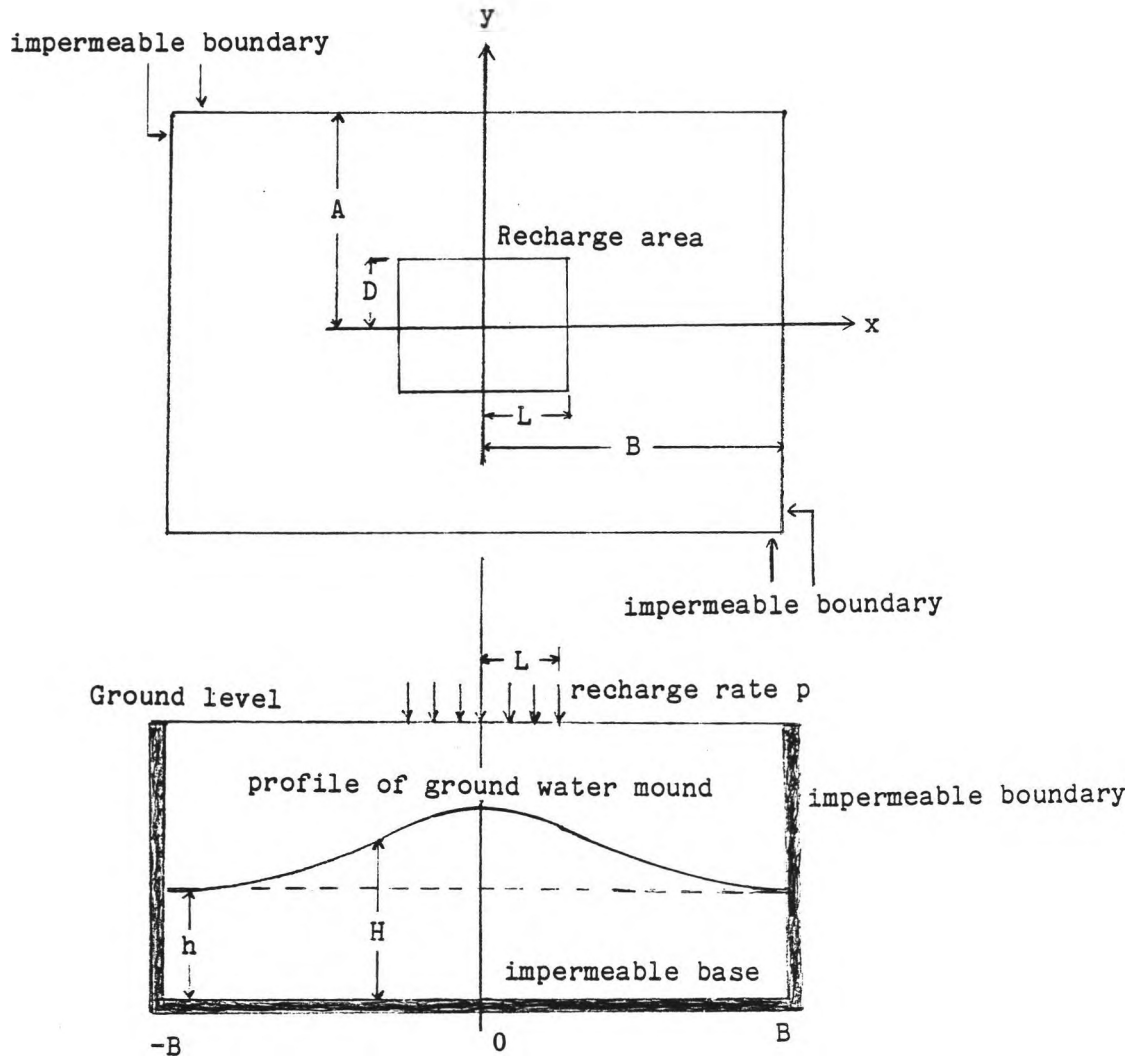 y
impermeable boundary
A
Recharge area
D
x
L
B
impermeable boundary
L
Ground level
recharge rate p
profile of ground water mound
impermeable boundary
h
H
impermeable base
-B
0
B